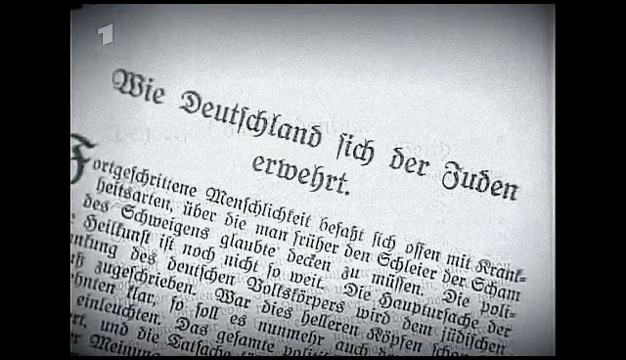 1
Wie Deutschland sich der Juden
erwehrt.
Fortgeschrittene Menschlichkeit befaßt sich offen mit Krank-
heitsarten, über die man früher den Schleier der Scham
des Schweigens glaubte decken zu müssen. Die poli-
Heilkunst ist noch nicht so weit. Die Hauptursache der
des deutschen Volkskörpers wird dem jüdischen
zugeschrieben. War dies helleren Köpfen schon
klar, so soll es nunmehr auch
einleuchten. Das gesamte
und die Tatsache
Meinung